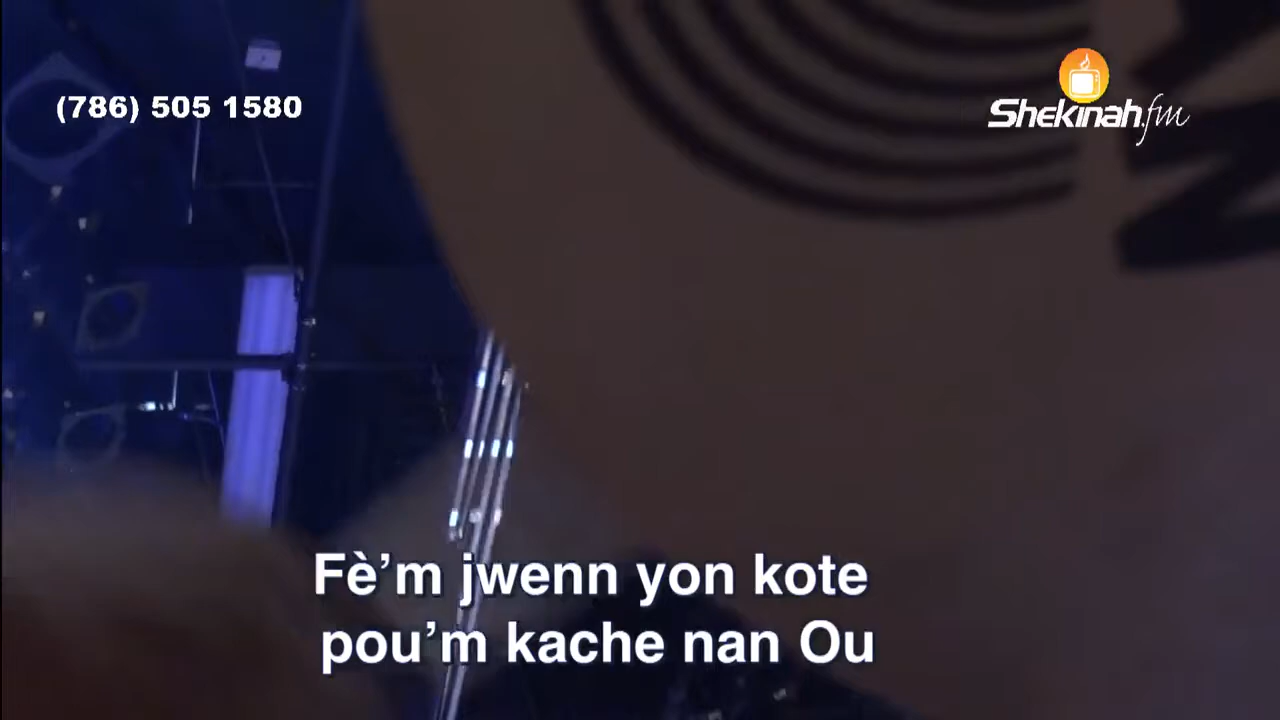 (786) 505 1580
Shekinah.fm
Fè’m jwenn yon kote
pou’m kache nan Ou